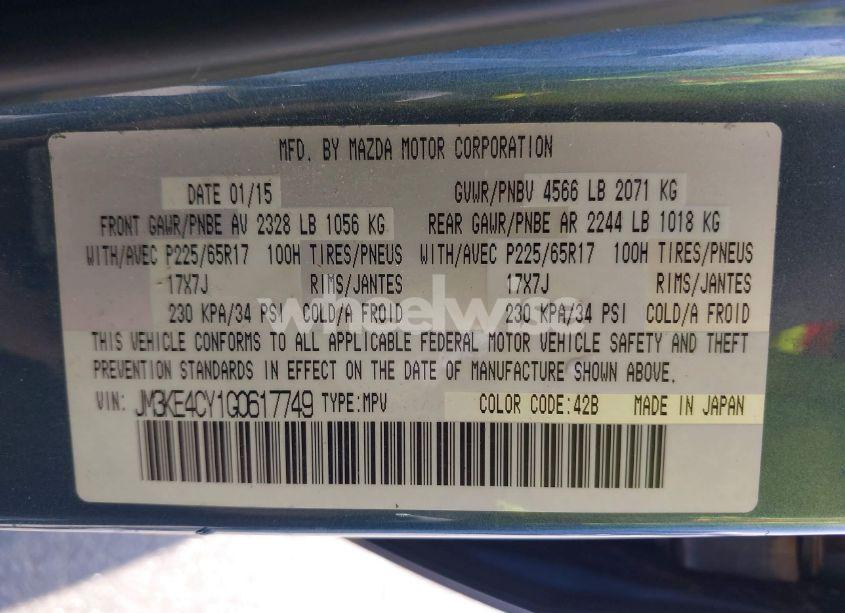 MFD. BY MAZDA MOTOR CORPORATION
DATE 01/15 GVWR/PNBV 4566 LB 2071 KG
FRONT GAWR/PNBE AV 2328 LB 1056 KG REAR GAWR/PNBE AR 2244 LB 1018 KG
WITH/AVEC P225/65R17 100H TIRES/PNEUS WITH/AVEC P225/65R17 100H TIRES/PNEUS
17X7J RIMS/JANTES 17X7J RIMS/JANTES
230 KPA/34 PSI COLD/A FROID 230 KPA/34 PSI COLD/A FROID
wheelwise
THIS VEHICLE CONFORMS TO ALL APPLICABLE FEDERAL MOTOR VEHICLE SAFETY AND THEFT
PREVENTION STANDARDS IN EFFECT ON THE DATE OF MANUFACTURE SHOWN ABOVE.
VIN: JM3KE4CY1G0617749 TYPE:MPV COLOR CODE:42B MADE IN JAPAN